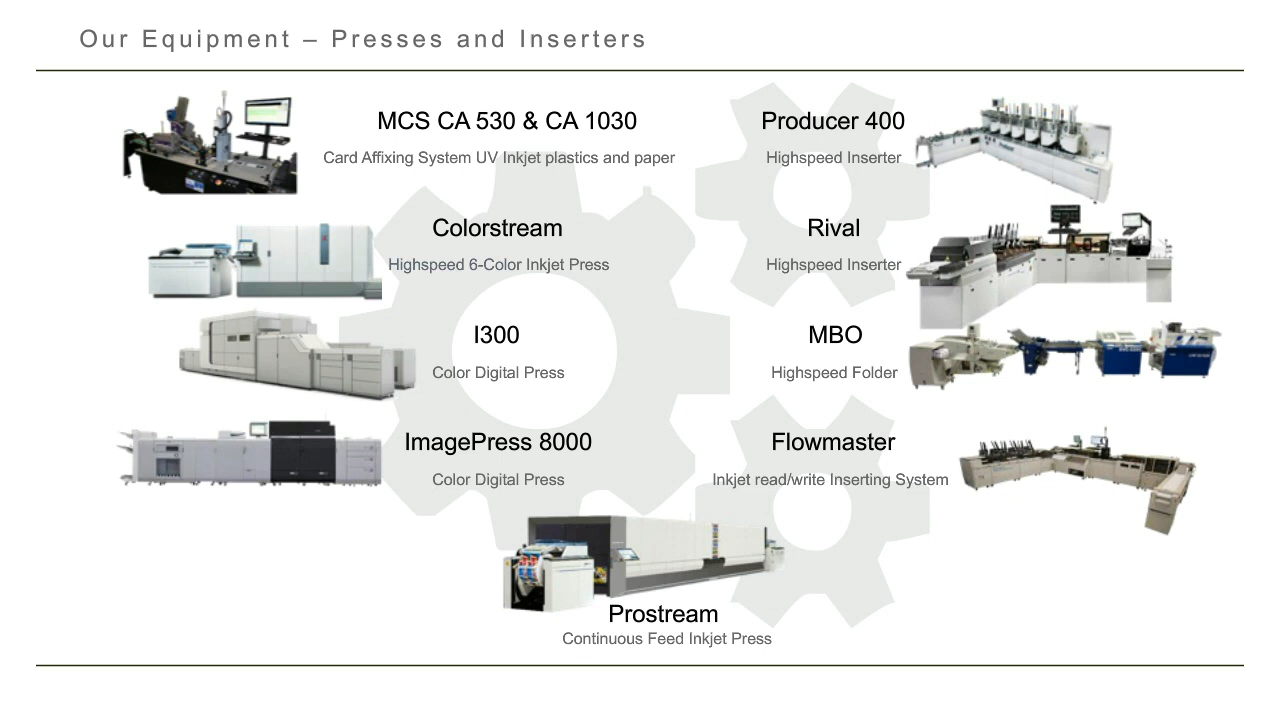 Our Equipment – Presses and Inserters
MCS CA 530 & CA 1030
Card Affixing System UV Inkjet plastics and paper
Producer 400
Highspeed Inserter
Colorstream
Highspeed 6-Color Inkjet Press
Rival
Highspeed Inserter
I300
Color Digital Press
MBO
Highspeed Folder
ImagePress 8000
Color Digital Press
Flowmaster
Inkjet read/write Inserting System
Prostream
Continuous Feed Inkjet Press